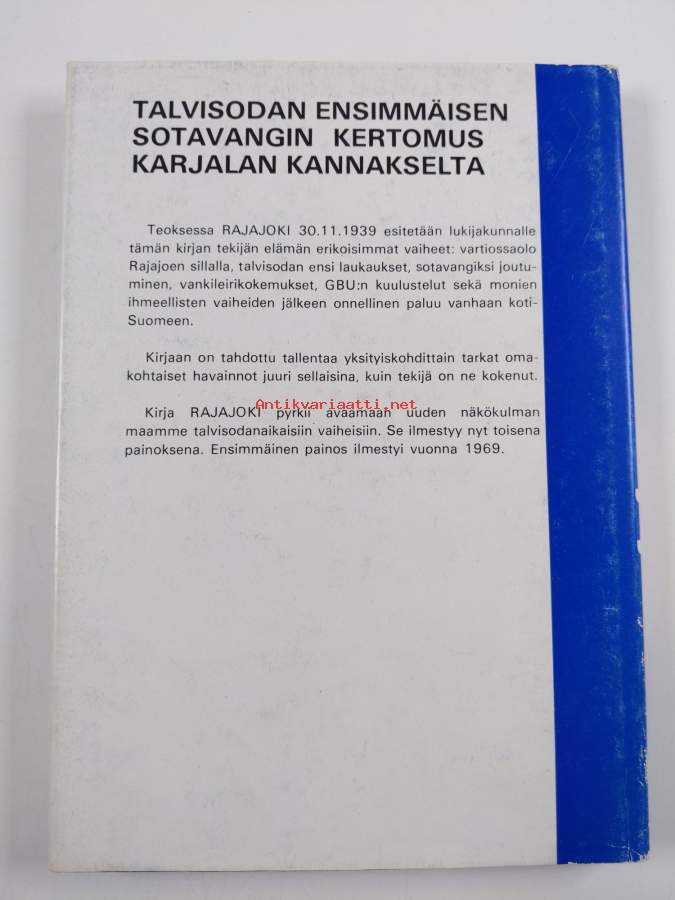 TALVISODAN ENSIMMÄISEN
SOTAVANGIN KERTOMUS
KARJALAN KANNAKSELTA
Teoksessa RAJAJOKI 30.11.1939 esitetään lukijakunnalle
tämän kirjan tekijän elämän erikoisimmat vaiheet: vartiossaolo
Rajajoen sillalla, talvisodan ensi laukaukset, sotavangiksi joutu-
minen, vankileirikokemukset, GBU:n kuulustelut sekä monien
ihmeellisten vaiheiden jälkeen onnellinen paluu vanhaan koti-
Suomeen.
Kirjaan on tahdottu tallentaa yksityiskohdittain tarkat oma-
kohtaiset havainnot juuri sellaisina, kuin tekijä on ne kokenut.
Antikvariaatti.net
Kirja RAJAJOKI pyrkii avaamaan uuden näkökulman
maamme talvisodanaikaisiin vaiheisiin. Se ilmestyy nyt toisena
painoksena. Ensimmäinen painos ilmestyi vuonna 1969.